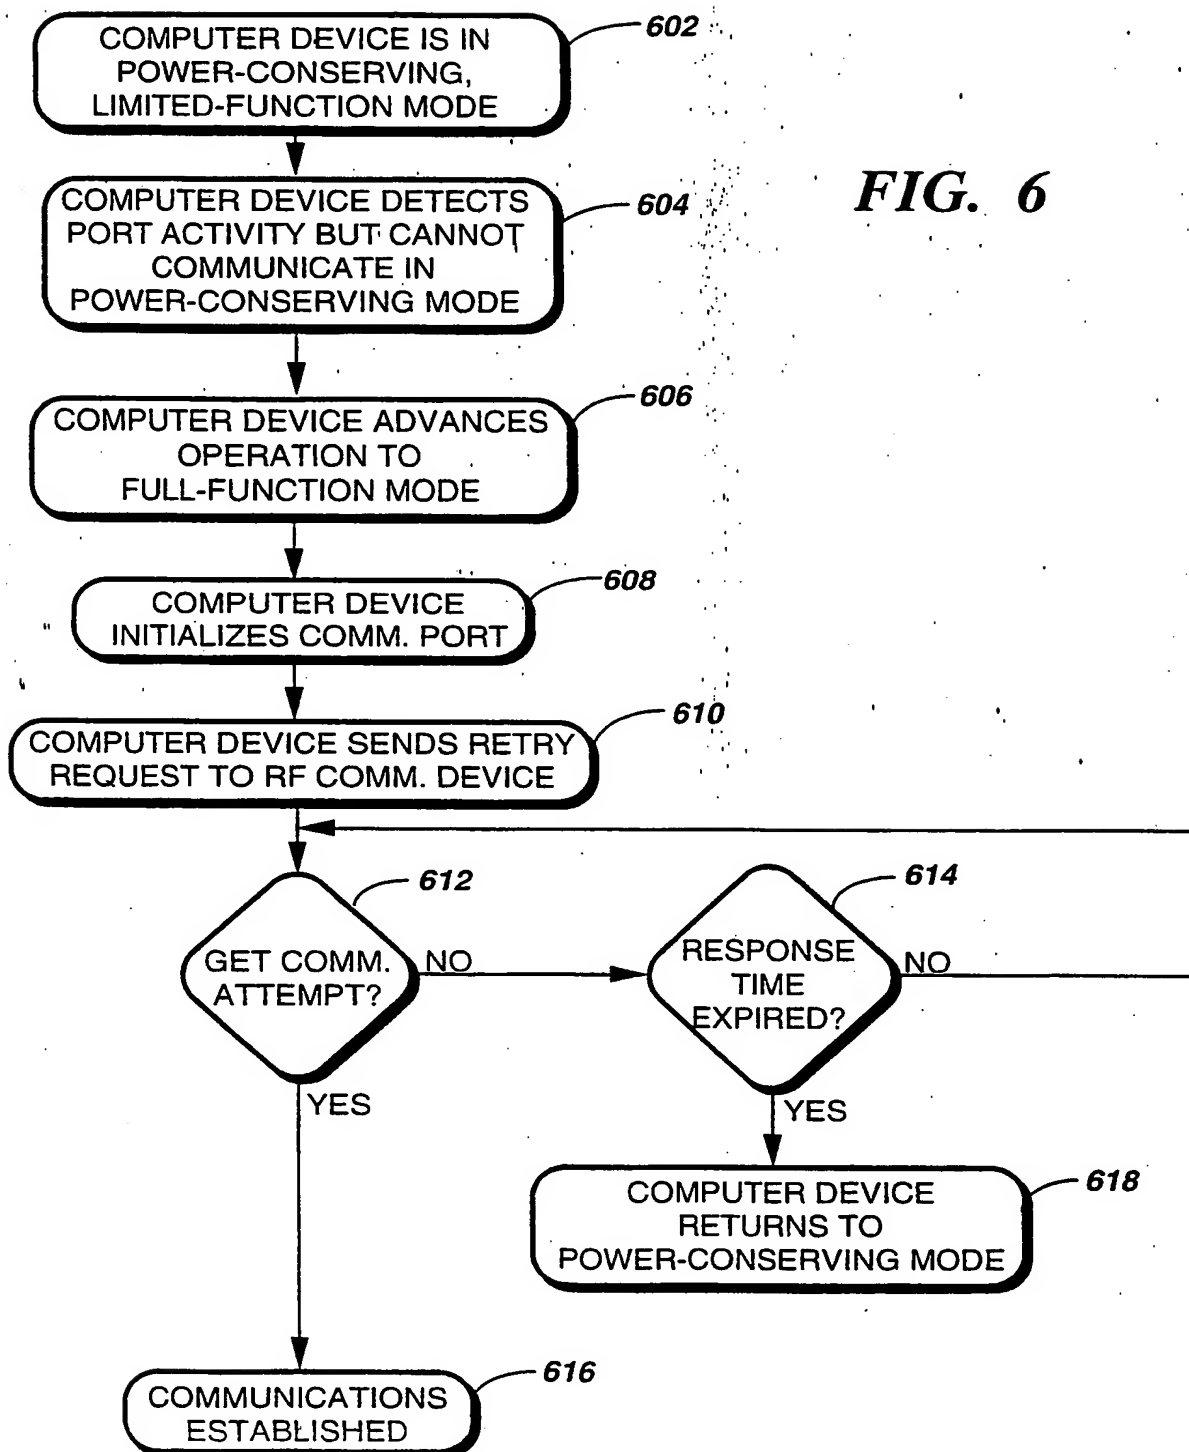 COMPUTER DEVICE IS IN
POWER-CONSERVING,
LIMITED-FUNCTION MODE
602
COMPUTER DEVICE DETECTS
PORT ACTIVITY BUT CANNOT
COMMUNICATE IN
POWER-CONSERVING MODE
604
FIG. 6
COMPUTER DEVICE ADVANCES
OPERATION TO
FULL-FUNCTION MODE
606
COMPUTER DEVICE
INITIALIZES COMM. PORT
608
COMPUTER DEVICE SENDS RETRY
REQUEST TO RF COMM. DEVICE
610
GET COMM.
ATTEMPT?
612
NO
YES
RESPONSE
TIME
EXPIRED?
614
NO
YES
COMPUTER DEVICE
RETURNS TO
POWER-CONSERVING MODE
618
COMMUNICATIONS
ESTABLISHED
616